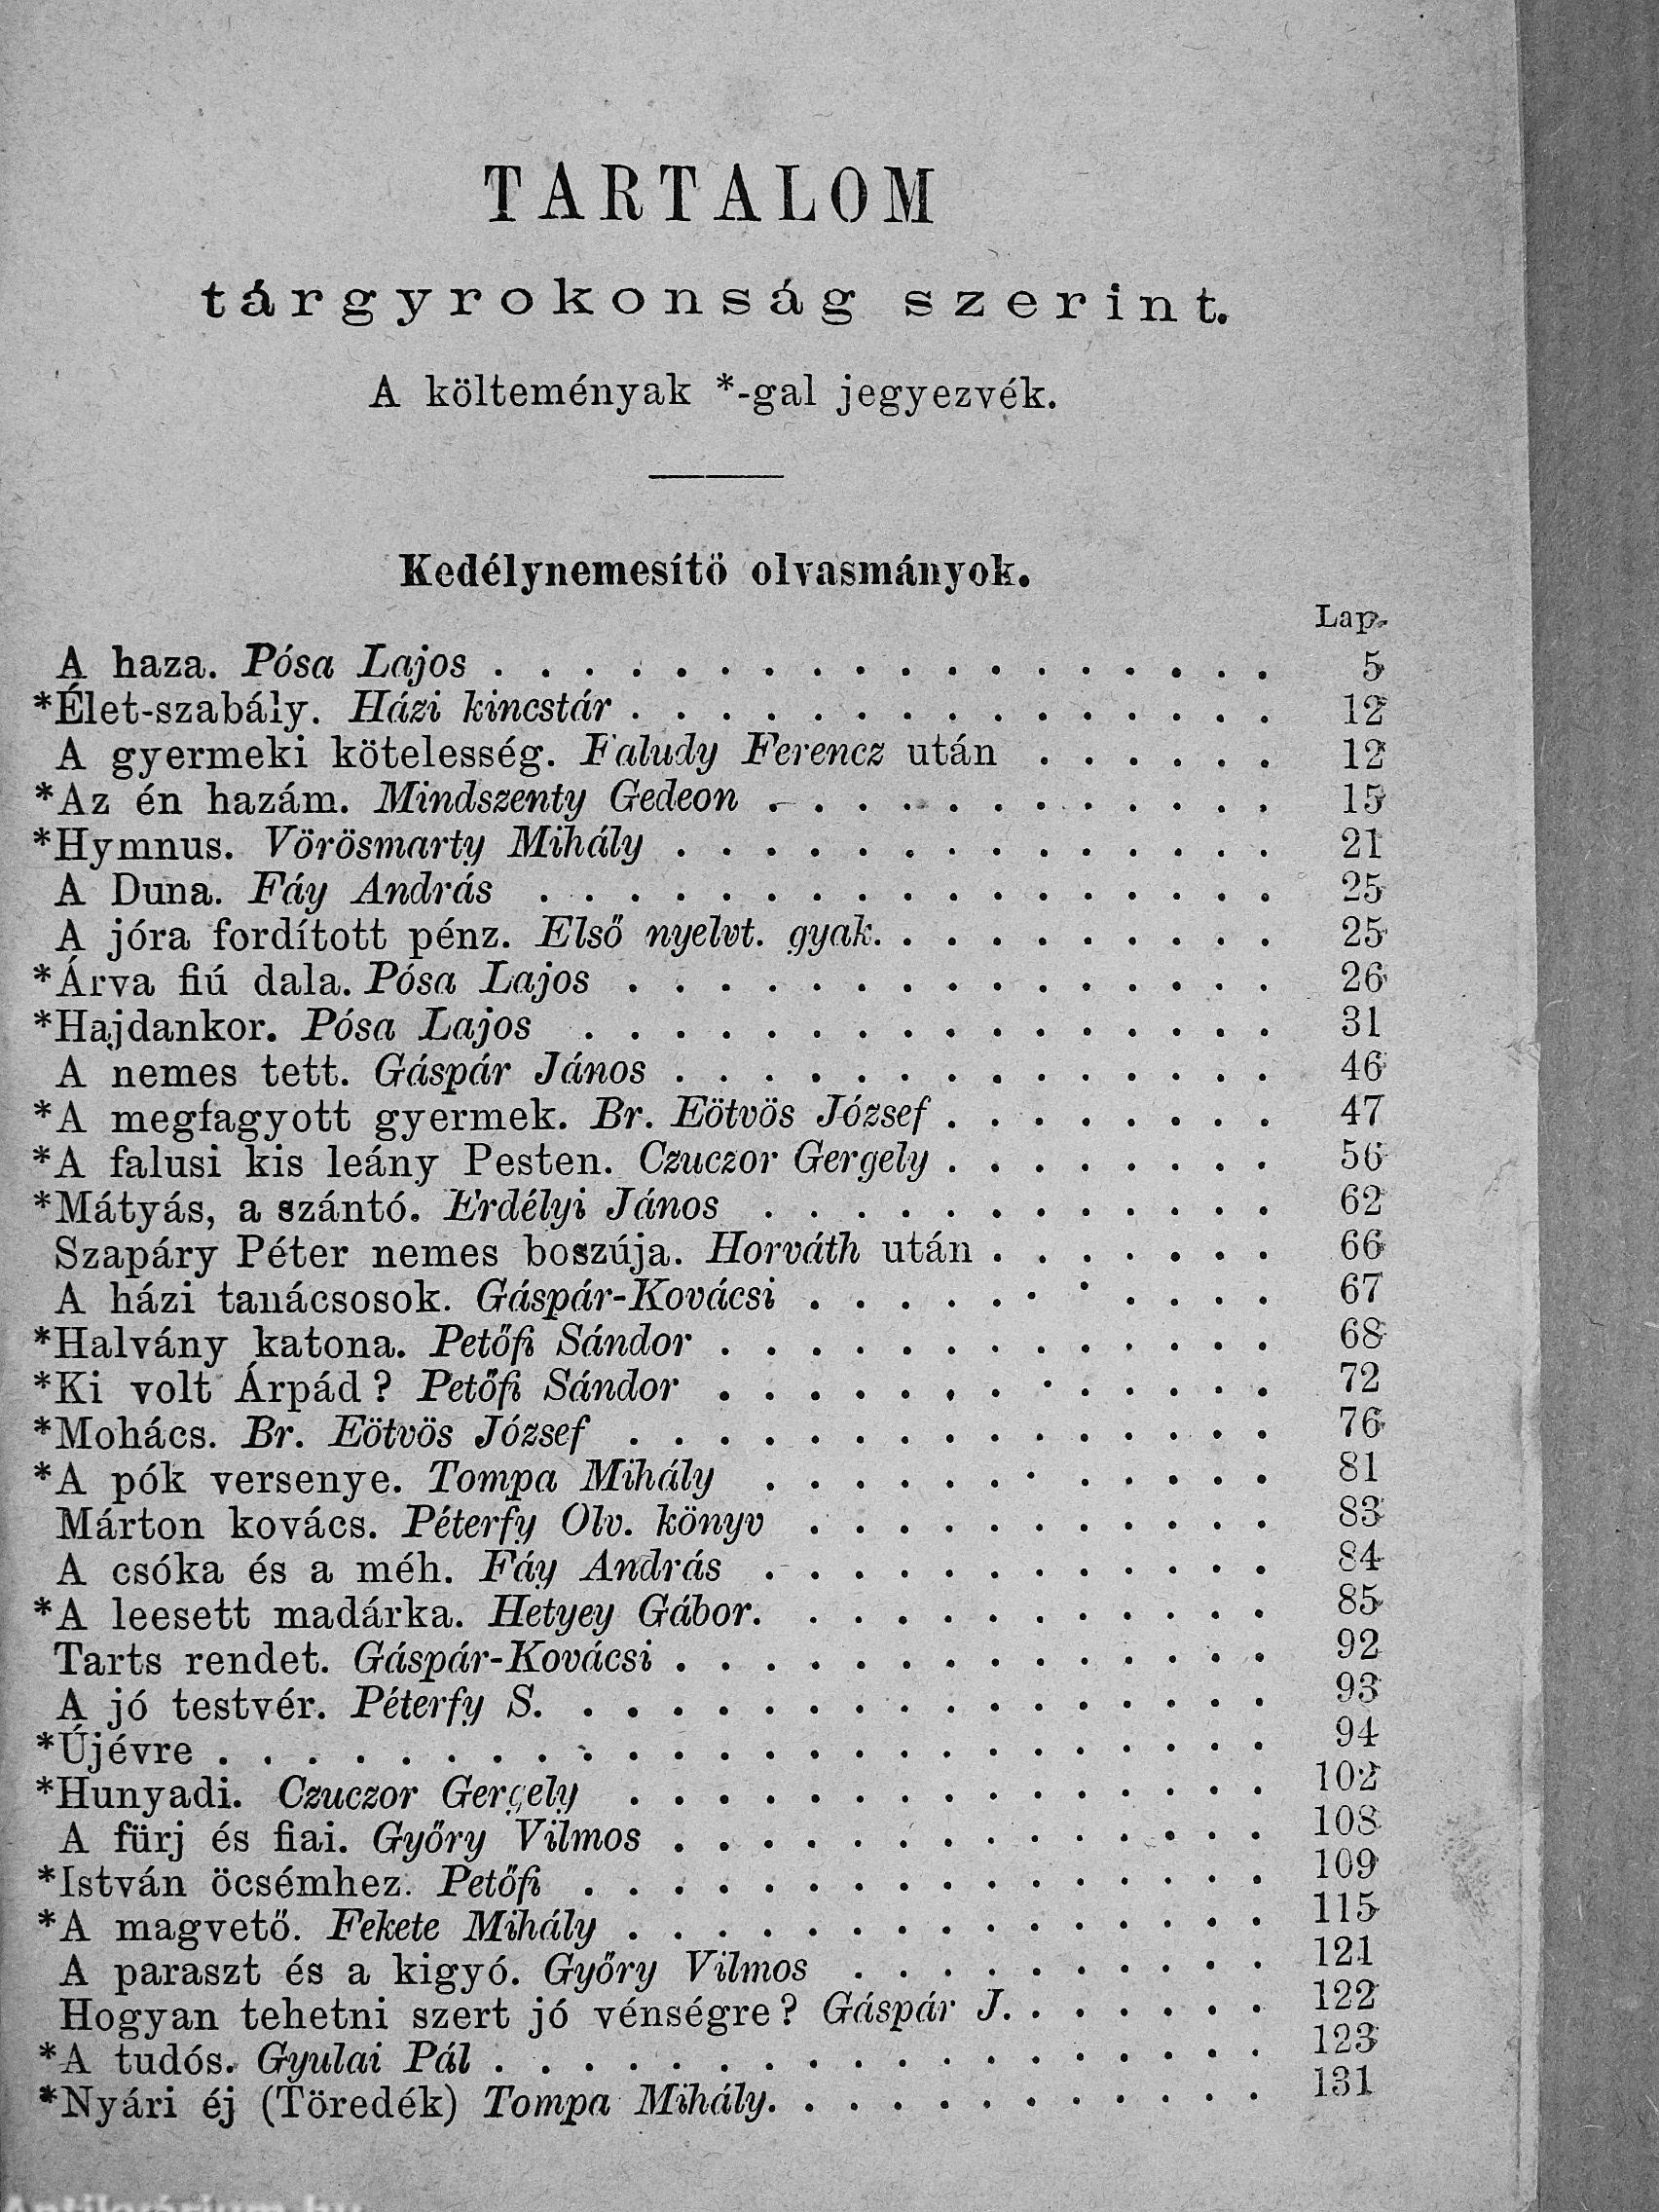 TARTALOM
tárgyrokonság szerint.
A költeményak *-gal jegyezvék.
Kedélynemesítö olvasmányok.
Lap.
A haza. Pósa Lajos . . . . . . . . . . . . . . . . . . 5
*Élet-szabály. Házi kincstár . . . . . . . . . . . . . . . 12
A gyermeki kötelesség. Faludy Ferencz után . . . . . . 12
*Az én hazám. Mindszenty Gedeon . . . . . . . . . . . . 15
*Hymnus. Vörösmarty Mihály . . . . . . . . . . . . . . 21
A Duna. Fáy András . . . . . . . . . . . . . . . . . 25
A jóra fordított pénz. Első nyelvt. gyak. . . . . . . . . . 25
*Árva fiú dala. Pósa Lajos . . . . . . . . . . . . . . . 26
*Hajdankor. Pósa Lajos . . . . . . . . . . . . . . . . 31
A nemes tett. Gáspár János . . . . . . . . . . . . . . 46
*A megfagyott gyermek. Br. Eötvös József . . . . . . . . 47
*A falusi kis leány Pesten. Czuczor Gergely . . . . . . . . 56
*Mátyás, a szántó. Erdélyi János . . . . . . . . . . . . 62
Szapáry Péter nemes boszúja. Horváth után . . . . . . . 66
A házi tanácsosok. Gáspár-Kovácsi . . . . . . . . . . . 67
*Halvány katona. Petőfi Sándor . . . . . . . . . . . . . 68
*Ki volt Árpád? Petőfi Sándor . . . . . . . . . . . . . 72
*Mohács. Br. Eötvös József . . . . . . . . . . . . . . . 76
*A pók versenye. Tompa Mihály . . . . . . . . . . . . 81
Márton kovács. Péterfy Olv. könyv . . . . . . . . . . . 83
A csóka és a méh. Fáy András . . . . . . . . . . . . 84
*A leesett madárka. Hetyey Gábor. . . . . . . . . . . . 85
Tarts rendet. Gáspár-Kovácsi . . . . . . . . . . . . . . 92
A jó testvér. Péterfy S. . . . . . . . . . . . . . . . . 93
*Újévre . . . . . . . . . . . . . . . . . . . . . . . . 94
*Hunyadi. Czuczor Gergely . . . . . . . . . . . . . . . 102
A fürj és fiai. Győry Vilmos . . . . . . . . . . . . . . 108
*István öcsémhez. Petőfi . . . . . . . . . . . . . . . . 109
*A magvető. Fekete Mihály . . . . . . . . . . . . . . . 115
A paraszt és a kigyó. Győry Vilmos . . . . . . . . . . 121
Hogyan tehetni szert jó vénségre? Gáspár J. . . . . . . 122
*A tudós. Gyulai Pál . . . . . . . . . . . . . . . . . . 123
*Nyári éj (Töredék) Tompa Mihály. . . . . . . . . . . . 131
Antikvárium.hu